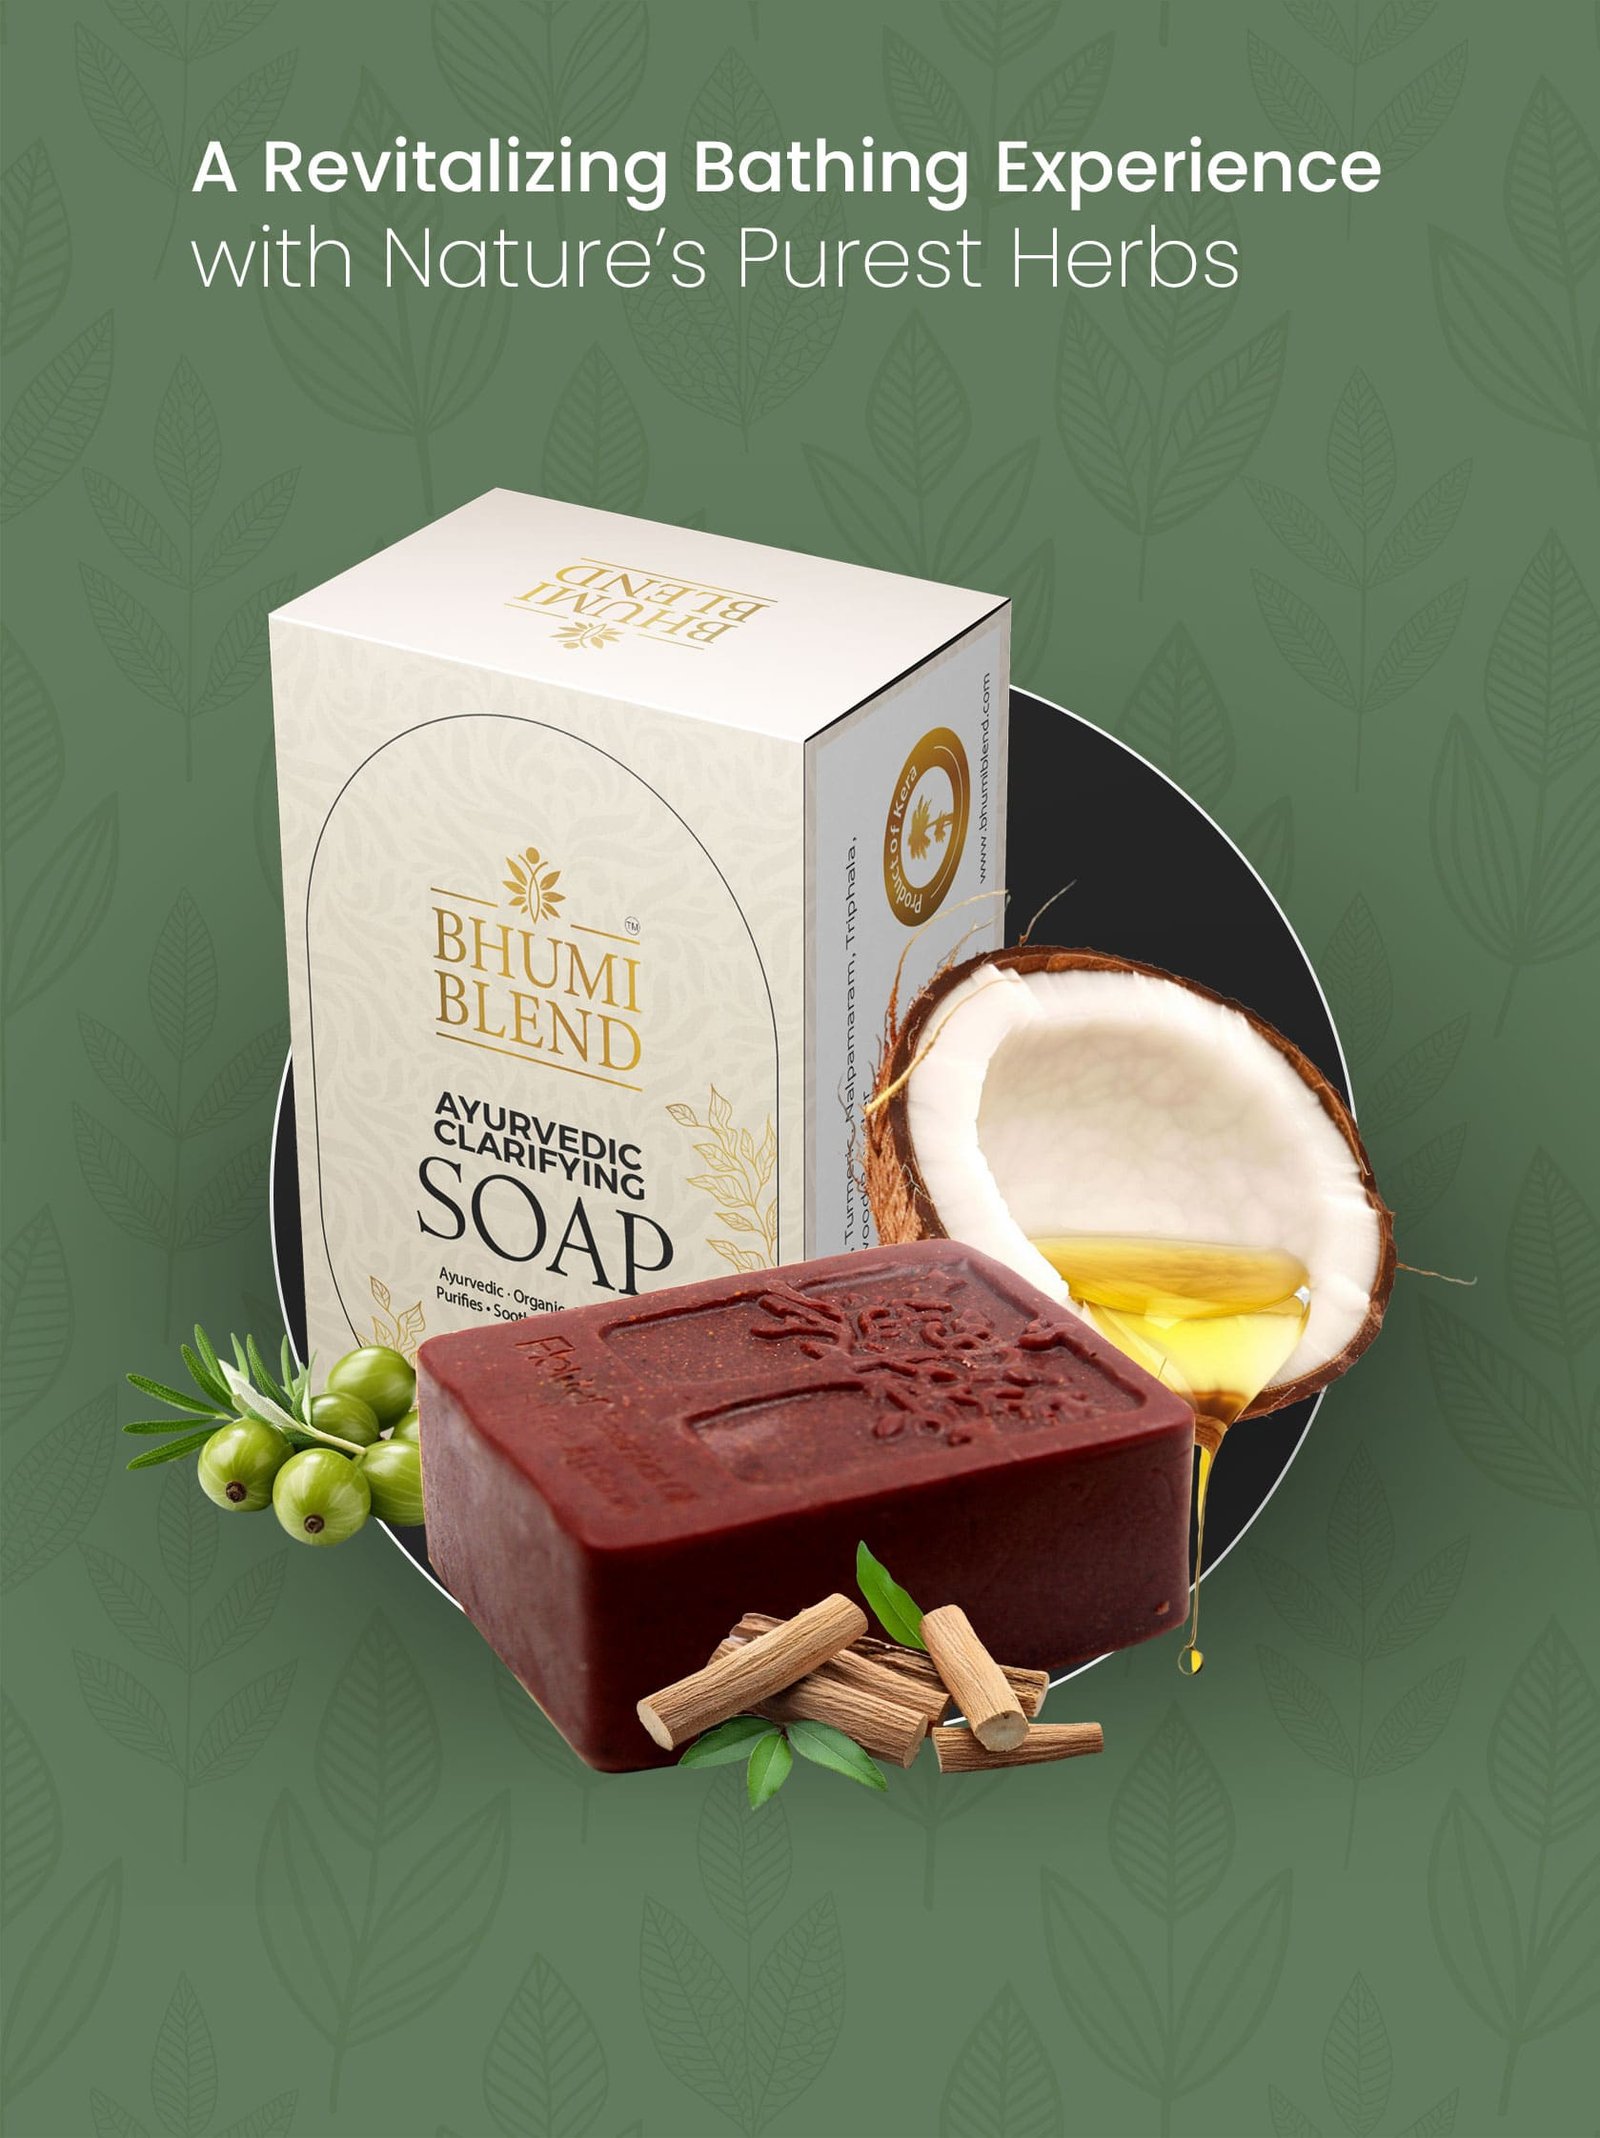 A Revitalizing Bathing Experience
with Nature's Purest Herbs
BHUMI
BLEND
BHUMI
BLEND
TM
AYURVEDIC
CLARIFYING
SOAP
Ayurvedic · Organic
Purifies • Sooth
Product of Kera
www.bhumiblend.com
, Turmeric, Nalpamaram, Triphala,